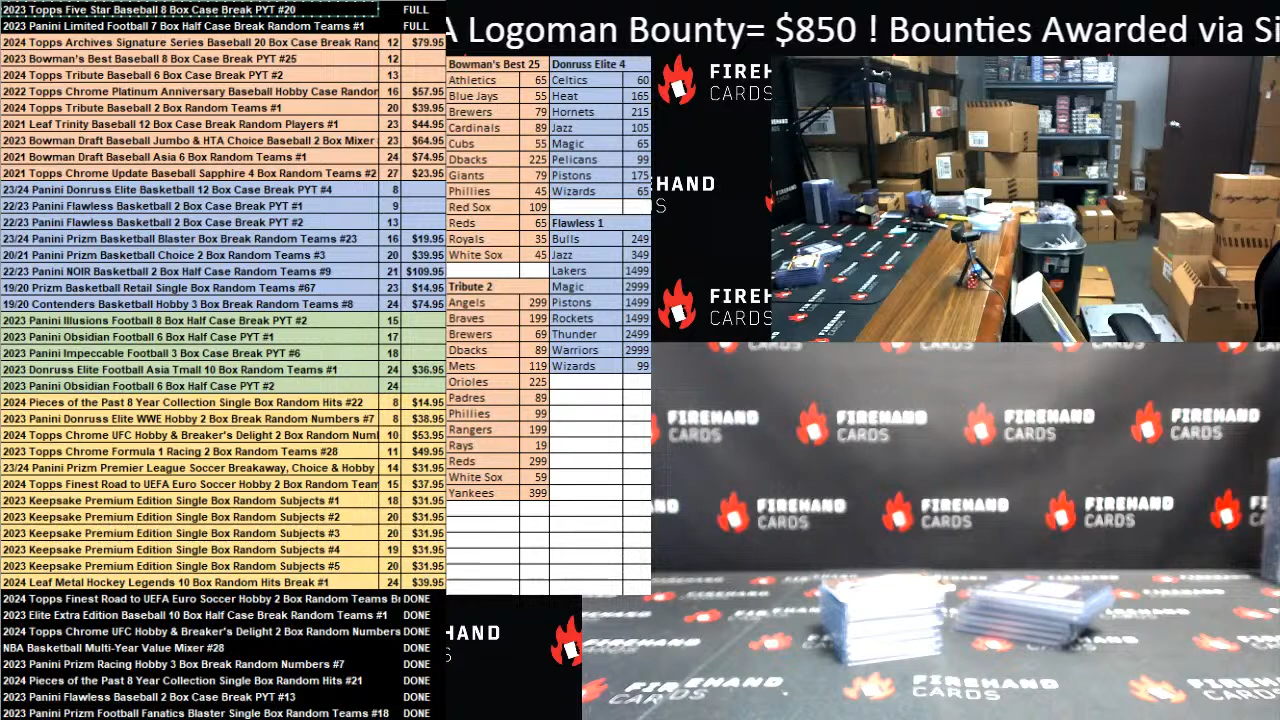 2023 Topps Five Star Baseball 8 Box Case Break PYT #20 FULL
2023 Panini Limited Football 7 Box Half Case Break Random Teams #1 FULL
2024 Topps Archives Signature Series Baseball 20 Box Case Break Ranc 12 $79.95
2023 Bowman's Best Baseball 8 Box Case Break PYT #25 12
2024 Topps Tribute Baseball 6 Box Case Break PYT #2 13
2022 Topps Chrome Platinum Anniversary Baseball Hobby Case Randor 16 $67.95
2024 Topps Tribute Baseball 2 Box Random Teams #1 20 $39.95
2021 Leaf Trinity Baseball 12 Box Case Break Random Players #1 23 $44.95
2023 Bowman Draft Baseball Jumbo & HTA Choice Baseball 2 Box Mixer 23 $64.95
2021 Bowman Draft Baseball Asia 6 Box Random Teams #1 24 $74.95
2021 Topps Chrome Update Baseball Sapphire 4 Box Random Teams #2 27 $23.95
23/24 Panini Donruss Elite Basketball 12 Box Case Break PYT #4 8
22/23 Panini Flawless Basketball 2 Box Case Break PYT #1 9
22/23 Panini Flawless Basketball 2 Box Case Break PYT #2 13
23/24 Panini Prizm Basketball Blaster Box Break Random Teams #23 16 $19.95
20/21 Panini Prizm Basketball Choice 2 Box Random Teams #3 20 $39.95
22/23 Panini NOIR Basketball 2 Box Half Case Random Teams #9 21 $109.95
19/20 Prizm Basketball Retail Single Box Random Teams #67 23 $14.95
19/20 Contenders Basketball Hobby 3 Box Break Random Teams #8 24 $74.95
2023 Panini Illusions Football 8 Box Half Case Break PYT #2 15
2023 Panini Obsidian Football 6 Box Half Case PYT #1 17
2023 Panini Impeccable Football 3 Box Case Break PYT #6 18
2023 Donruss Elite Football Asia Tmall 10 Box Random Teams #1 24 $36.95
2023 Panini Obsidian Football 6 Box Half Case PYT #2 24
2024 Pieces of the Past 8 Year Collection Single Box Random Hits #22 8 $14.95
2023 Panini Donruss Elite WWE Hobby 2 Box Break Random Numbers #7 8 $38.95
2024 Topps Chrome UFC Hobby & Breaker's Delight 2 Box Random Numl 10 $53.95
2023 Topps Chrome Formula 1 Racing 2 Box Random Teams #28 11 $49.95
23/24 Panini Prizm Premier League Soccer Breakaway, Choice & Hobby 14 $31.95
2024 Topps Finest Road to UEFA Euro Soccer Hobby 2 Box Random Team 15 $37.95
2023 Keepsake Premium Edition Single Box Random Subjects #1 18 $31.95
2023 Keepsake Premium Edition Single Box Random Subjects #2 20 $31.95
2023 Keepsake Premium Edition Single Box Random Subjects #3 20 $31.95
2023 Keepsake Premium Edition Single Box Random Subjects #4 19 $31.95
2023 Keepsake Premium Edition Single Box Random Subjects #5 20 $31.95
2024 Leaf Metal Hockey Legends 10 Box Random Hits Break #1 24 $39.95
2024 Topps Finest Road to UEFA Euro Soccer Hobby 2 Box Random Teams Br DONE
2023 Elite Extra Edition Baseball 10 Box Half Case Break Random Teams #1 DONE
2024 Topps Chrome UFC Hobby & Breaker's Delight 2 Box Random Numbers DONE
NBA Basketball Multi-Year Value Mixer #28 DONE
2023 Panini Prizm Racing Hobby 3 Box Break Random Numbers #7 DONE
2024 Pieces of the Past 8 Year Collection Single Box Random Hits #21 DONE
2023 Panini Flawless Baseball 2 Box Case Break PYT #13 DONE
2023 Panini Prizm Football Fanatics Blaster Single Box Random Teams #18 DONE
A Logoman Bounty= $850 ! Bounties Awarded via Si
Bowman's Best 25
Athletics 65
Blue Jays 55
Brewers 79
Cardinals 89
Cubs 55
Dbacks 225
Giants 79
Phillies 45
Red Sox 109
Reds 65
Royals 35
White Sox 45
Tribute 2
Angels 299
Braves 199
Brewers 69
Dbacks 89
Mets 119
Orioles 225
Padres 89
Phillies 99
Rangers 199
Rays 19
Reds 299
White Sox 59
Yankees 399
Donruss Elite 4
Celtics 60
Heat 165
Hornets 215
Jazz 105
Magic 65
Pelicans 99
Pistons 175
Wizards 65
Flawless 1
Bulls 249
Jazz 349
Lakers 1499
Magic 2999
Pistons 1499
Rockets 1499
Thunder 2499
Warriors 2999
Wizards 99
FIREH
CARDS
HAND
S
FIREH
CARDS
HAND
FIREHAND
CARDS
FIREHAND
CARDS
FIREHAND
CARDS
FIREHAND
CARDS
FIREHAND
CARDS
FIREHAND
CARDS
FIREHAND
CARDS
FIREHAND
CARDS